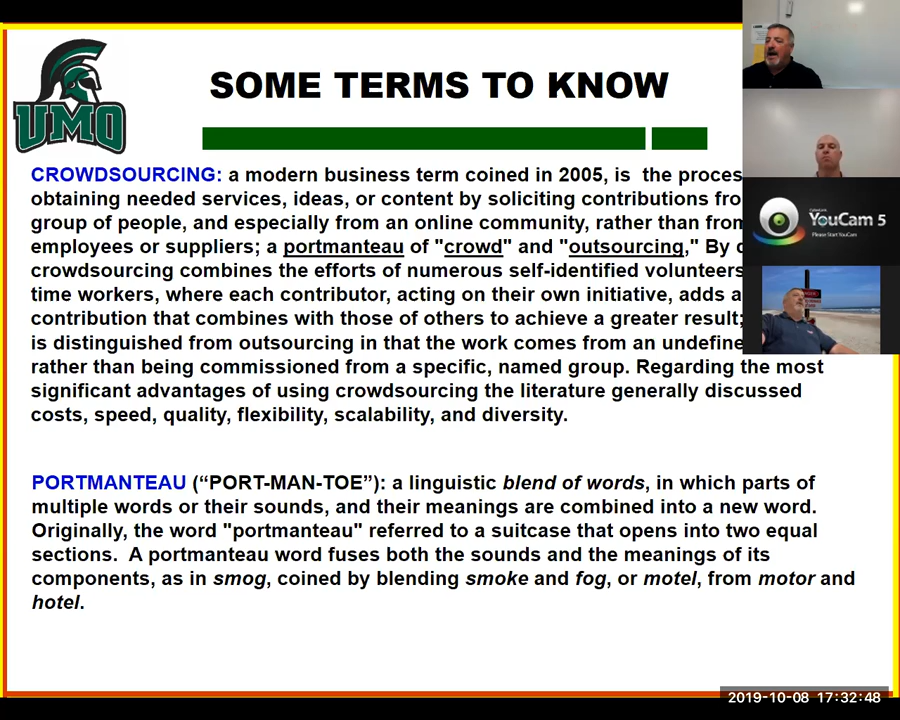 UMO
SOME TERMS TO KNOW
CROWDSOURCING: a modern business term coined in 2005, is  the proces
obtaining needed services, ideas, or content by soliciting contributions fro
group of people, and especially from an online community, rather than from
employees or suppliers; a portmanteau of "crowd" and "outsourcing," By
crowdsourcing combines the efforts of numerous self-identified volunteers
time workers, where each contributor, acting on their own initiative, adds a
contribution that combines with those of others to achieve a greater result;
is distinguished from outsourcing in that the work comes from an undefine
rather than being commissioned from a specific, named group. Regarding the most
significant advantages of using crowdsourcing the literature generally discussed
costs, speed, quality, flexibility, scalability, and diversity.
PORTMANTEAU (“PORT-MAN-TOE”): a linguistic blend of words, in which parts of
multiple words or their sounds, and their meanings are combined into a new word.
Originally, the word "portmanteau" referred to a suitcase that opens into two equal
sections.  A portmanteau word fuses both the sounds and the meanings of its
components, as in smog, coined by blending smoke and fog, or motel, from motor and
hotel.
YouCam 5
Please Start YouCam
2019-10-08 17:32:48